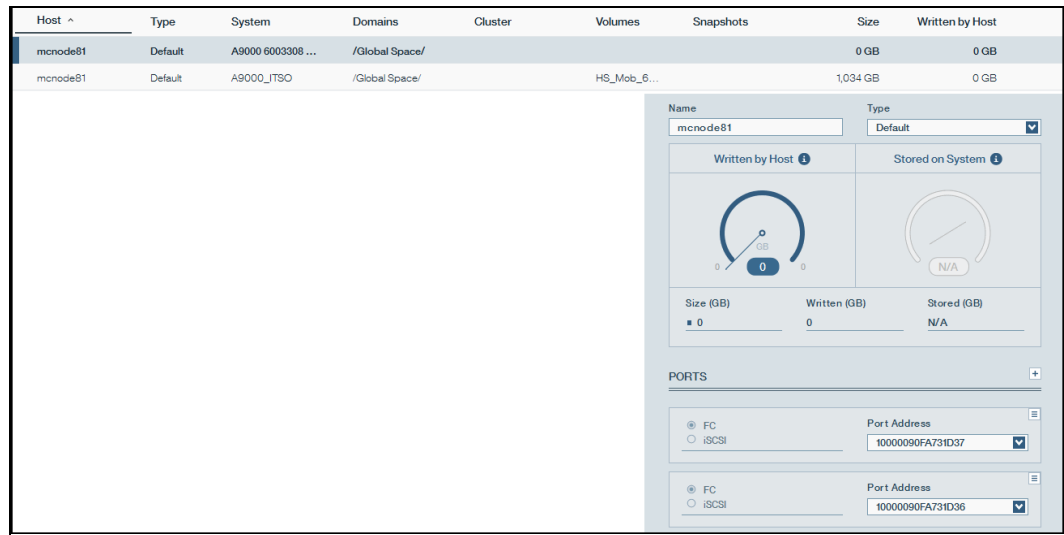 Host Type System Domains Cluster Volumes Snapshots Size Written by Host
mcnode81 Default A9000 6003308 ... /Global Space/ 0 GB 0 GB
mcnode81 Default A9000_ITSO /Global Space/ HS_Mob_6... 1,034 GB 0 GB
Name Type
mcnode81 Default
Written by Host Stored on System
GB
0 0 0 N/A
Size (GB) Written (GB) Stored (GB)
0 0 N/A
PORTS
FC Port Address
iSCSI 10000090FA731D37
FC Port Address
iSCSI 10000090FA731D36